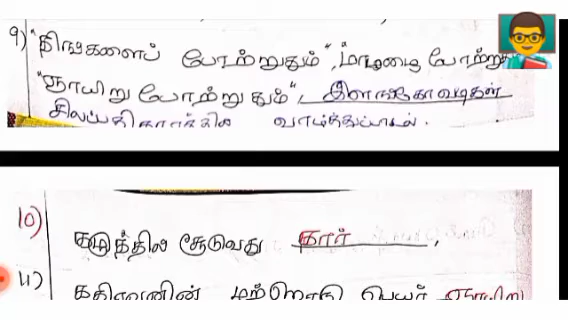 9) "திங்களைப் போற்றுதும்", மாமழை போற்று
"ஞாயிறு போற்றுதும்", இளங்கோவடிகள்
சிலப்பதிகாரத்தில வாழ்த்துப்பாடல்.
10) கழுத்தில் சூடுவது தார்.
11) கதிரவனின் மற்றொரு பெயர் ஞாயிறு